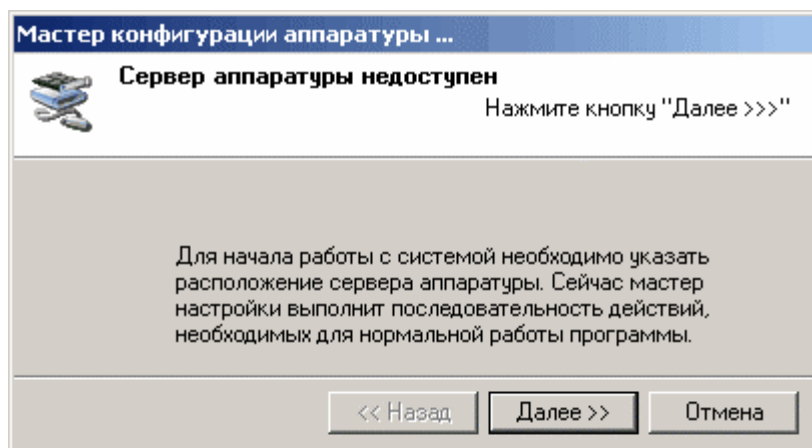 Мастер конфигурации аппаратуры ...
Сервер аппаратуры недоступен
Нажмите кнопку "Далее >>>"
Для начала работы с системой необходимо указать
расположение сервера аппаратуры. Сейчас мастер
настройки выполнит последовательность действий,
необходимых для нормальной работы программы.
<< Назад
Далее >>
Отмена